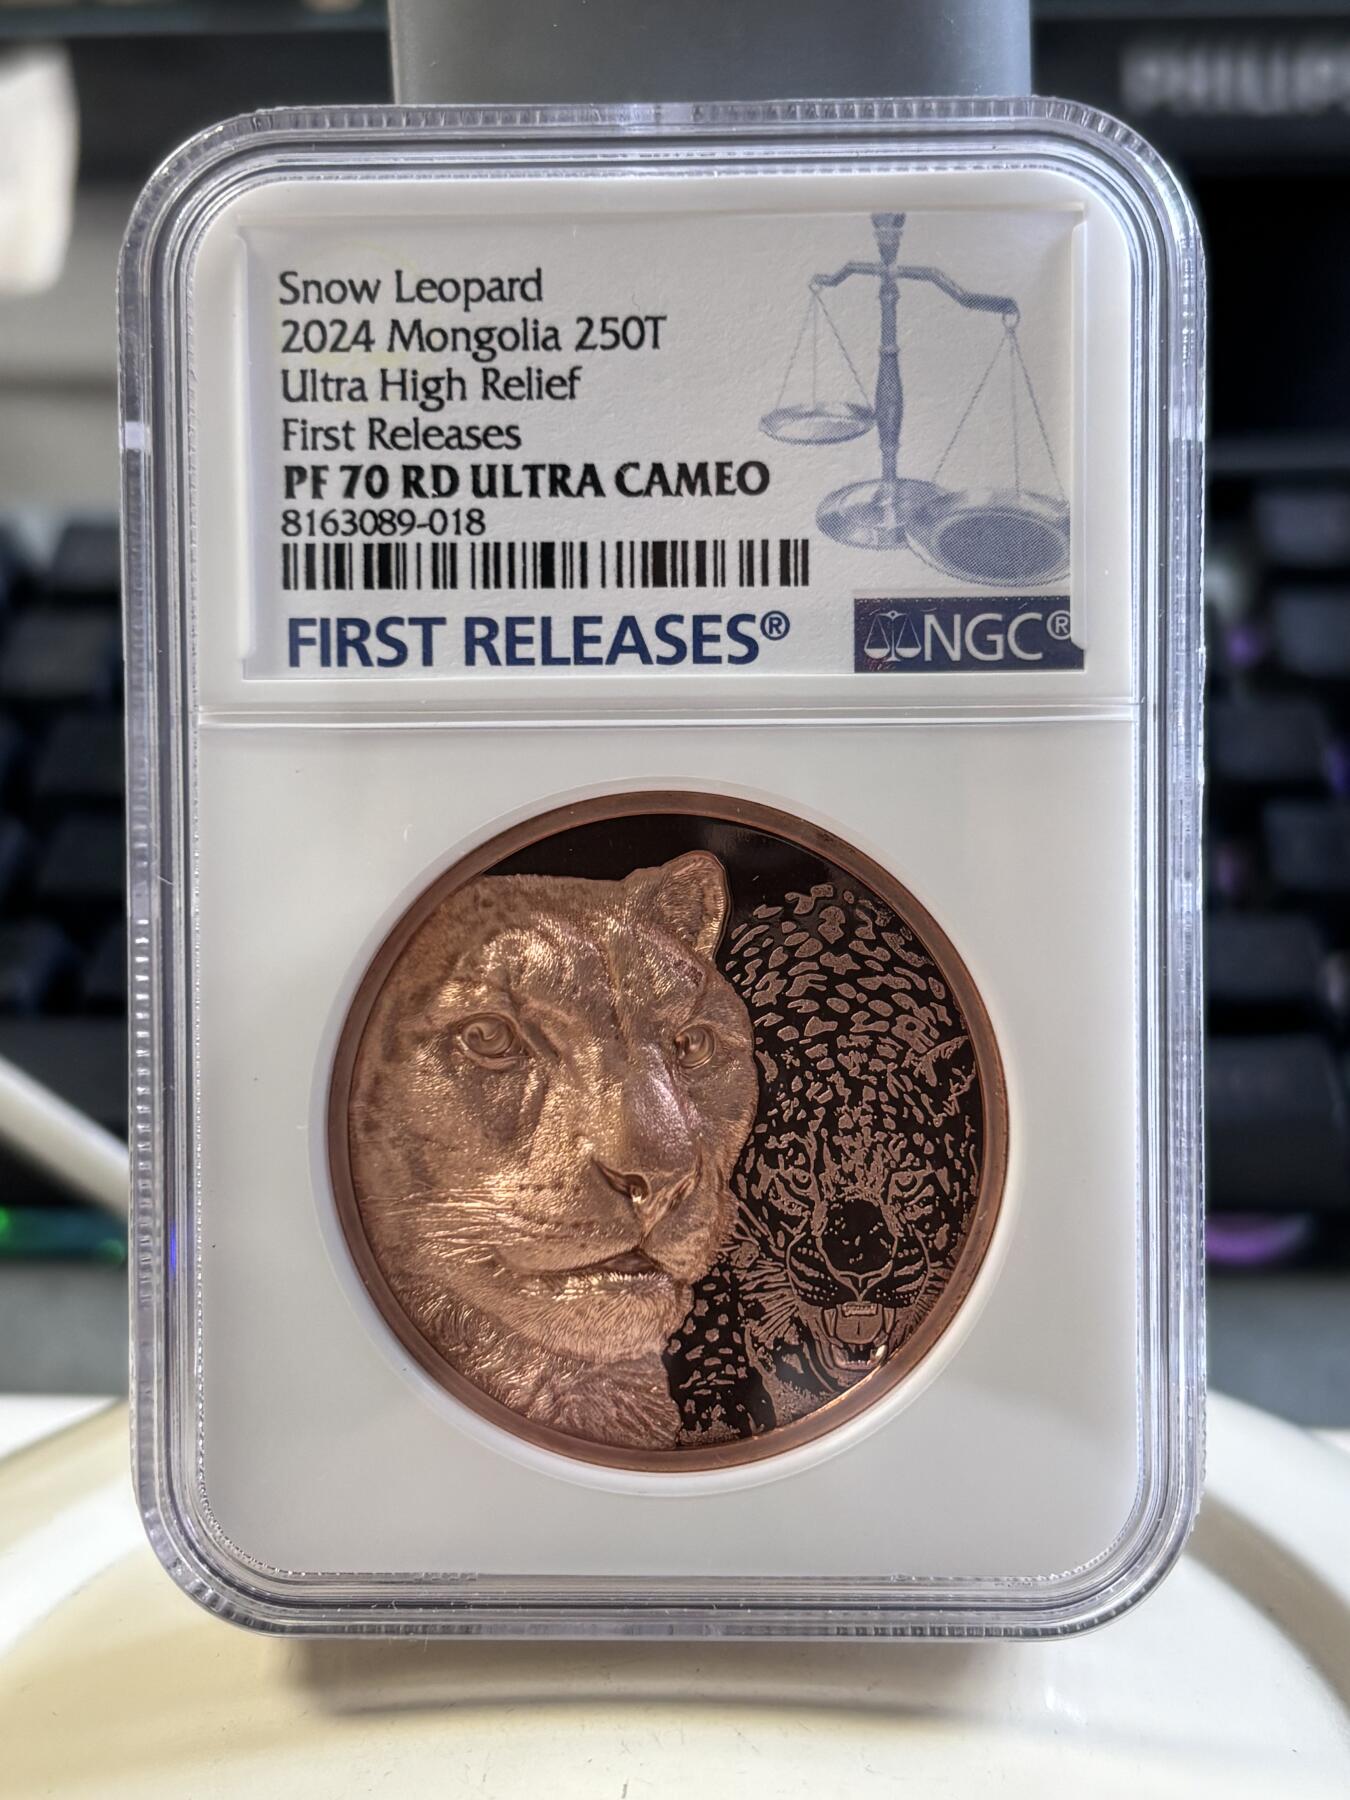 PHILIPS
Snow Leopard
2024 Mongolia 250T
Ultra High Relief
First Releases
PF 70 RD ULTRA CAMEO
8163089-018
FIRST RELEASES®
NGC®